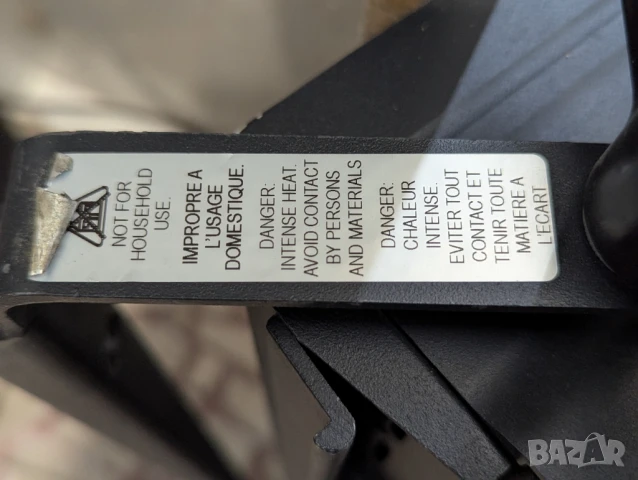 NOT FOR
HOUSEHOLD
USE.
IMPROPRE A
L'USAGE
DOMESTIQUE.
DANGER:
INTENSE HEAT.
AVOID CONTACT
BY PERSONS
AND MATERIALS
DANGER:
CHALEUR
INTENSE.
EVITER TOUT
CONTACT ET
TENIR TOUTE
MATIERE A
L'ECART
BAZAR.bg